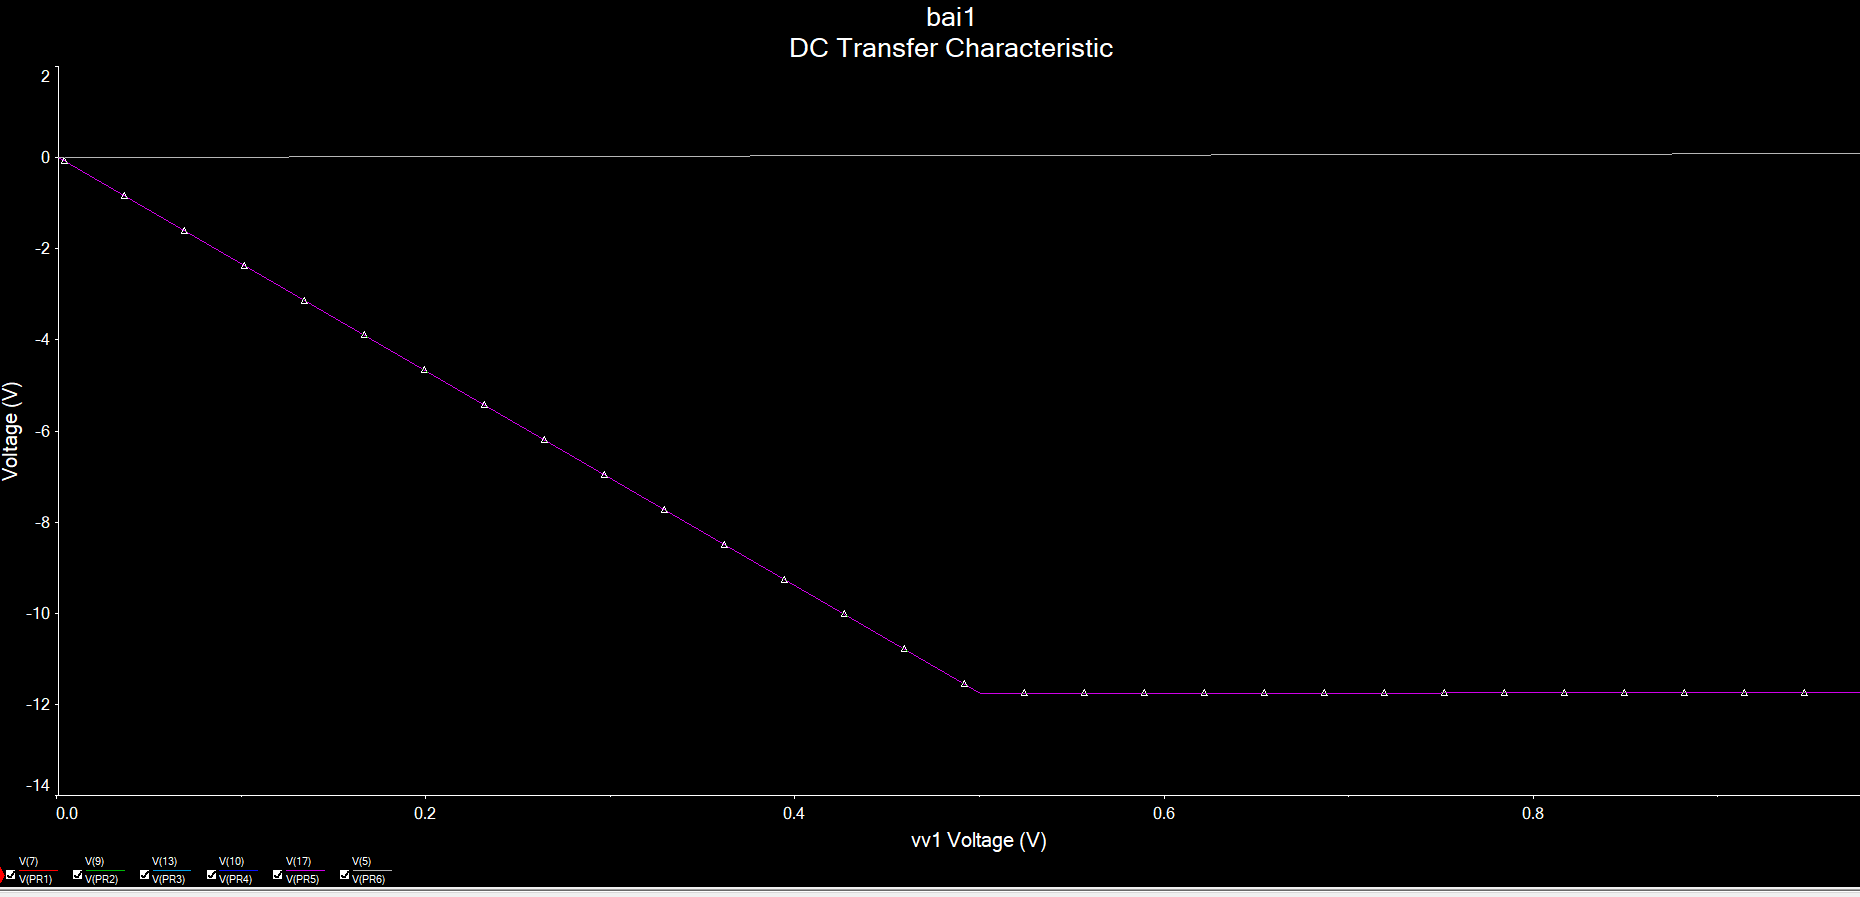 bai1
DC Transfer Characteristic
2
0
-2
-4
-6
-8
-10
-12
-14
Voltage (V)
0.0 0.2 0.4 0.6 0.8
vv1 Voltage (V)
V(7) V(9) V(13) V(10) V(17) V(5)
V(PR1) V(PR2) V(PR3) V(PR4) V(PR5) V(PR6)